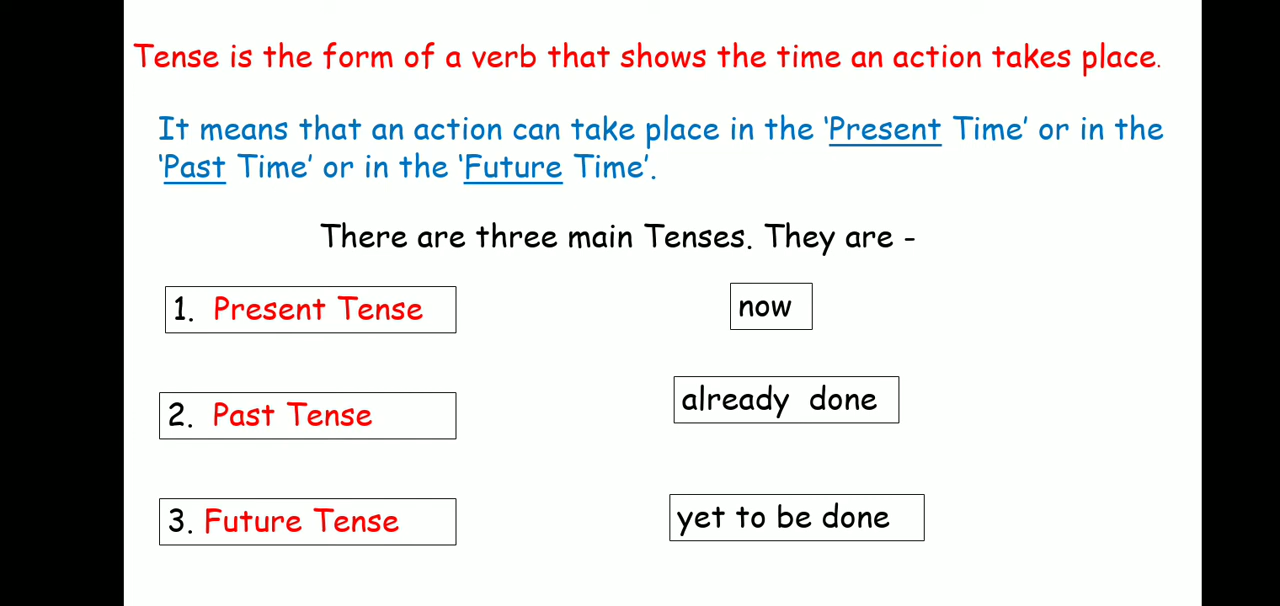 Tense is the form of a verb that shows the time an action takes place.
It means that an action can take place in the ‘Present Time’ or in the
‘Past Time’ or in the ‘Future Time’.
There are three main Tenses. They are -
1. Present Tense
now
2. Past Tense
already done
3. Future Tense
yet to be done